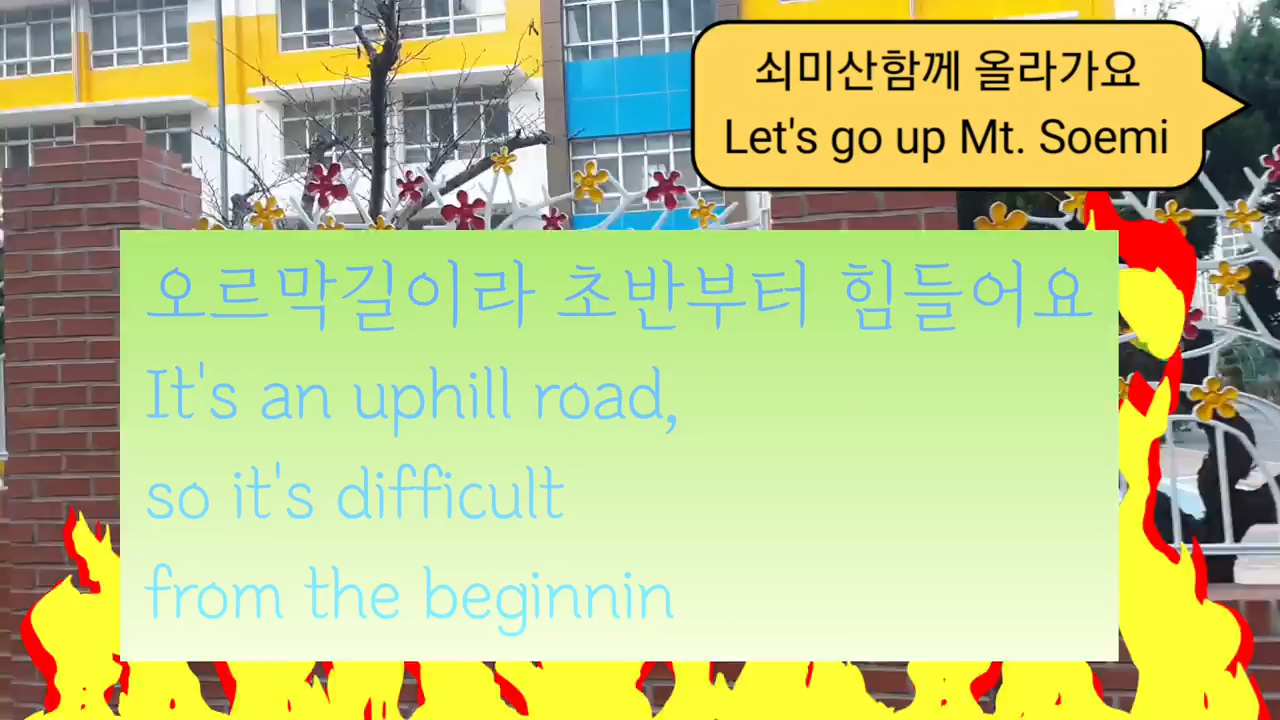 쇠미산함께 올라가요
Let's go up Mt. Soemi
오르막길이라 초반부터 힘들어요
It's an uphill road,
so it's difficult
from the beginnin